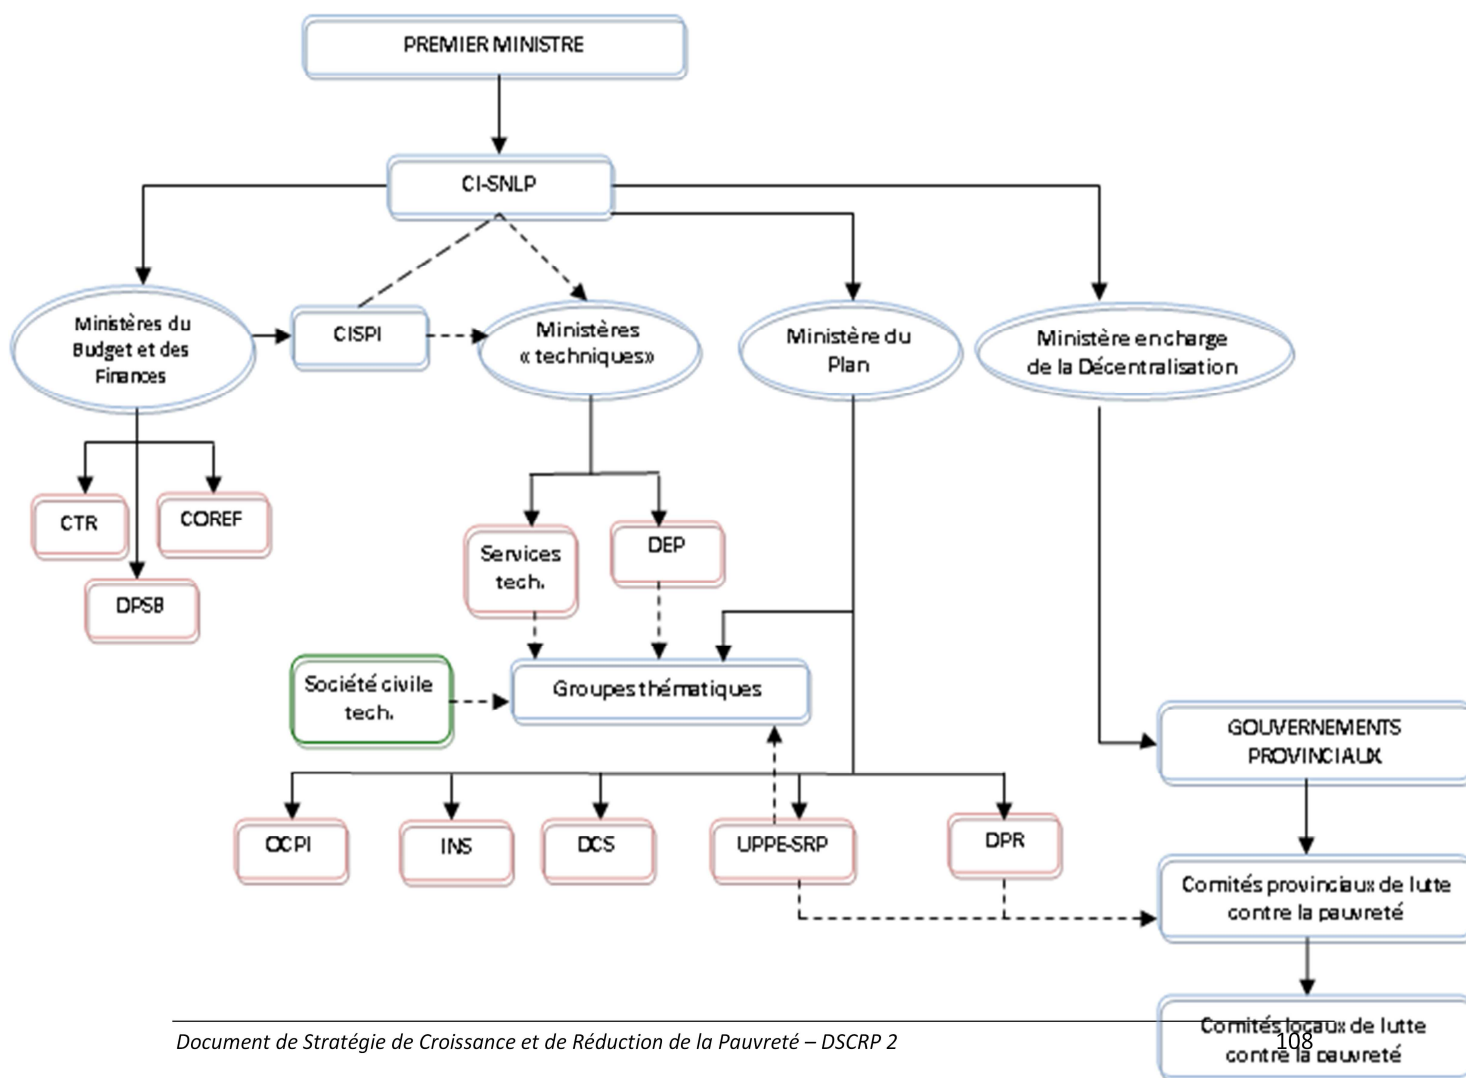 PREMIER MINISTRE
CI-SNLP
Ministères du
Budget et des
Finances
CISPI
Ministères
« techniques»
Ministère du
Plan
Ministère en charge
de la Décentralisation
CTR
COREF
DPSB
Services
tech.
DEP
Société civile
tech.
Groupes thématiques
GOUVERNEMENTS
PROVINCIAUX
OCPI
INS
DCS
UPPE-SRP
DPR
Comités provinciaux de lutte
contre la pauvreté
Comités locaux de lutte
contre la pauvreté
Document de Stratégie de Croissance et de Réduction de la Pauvreté – DSCRP 2
108